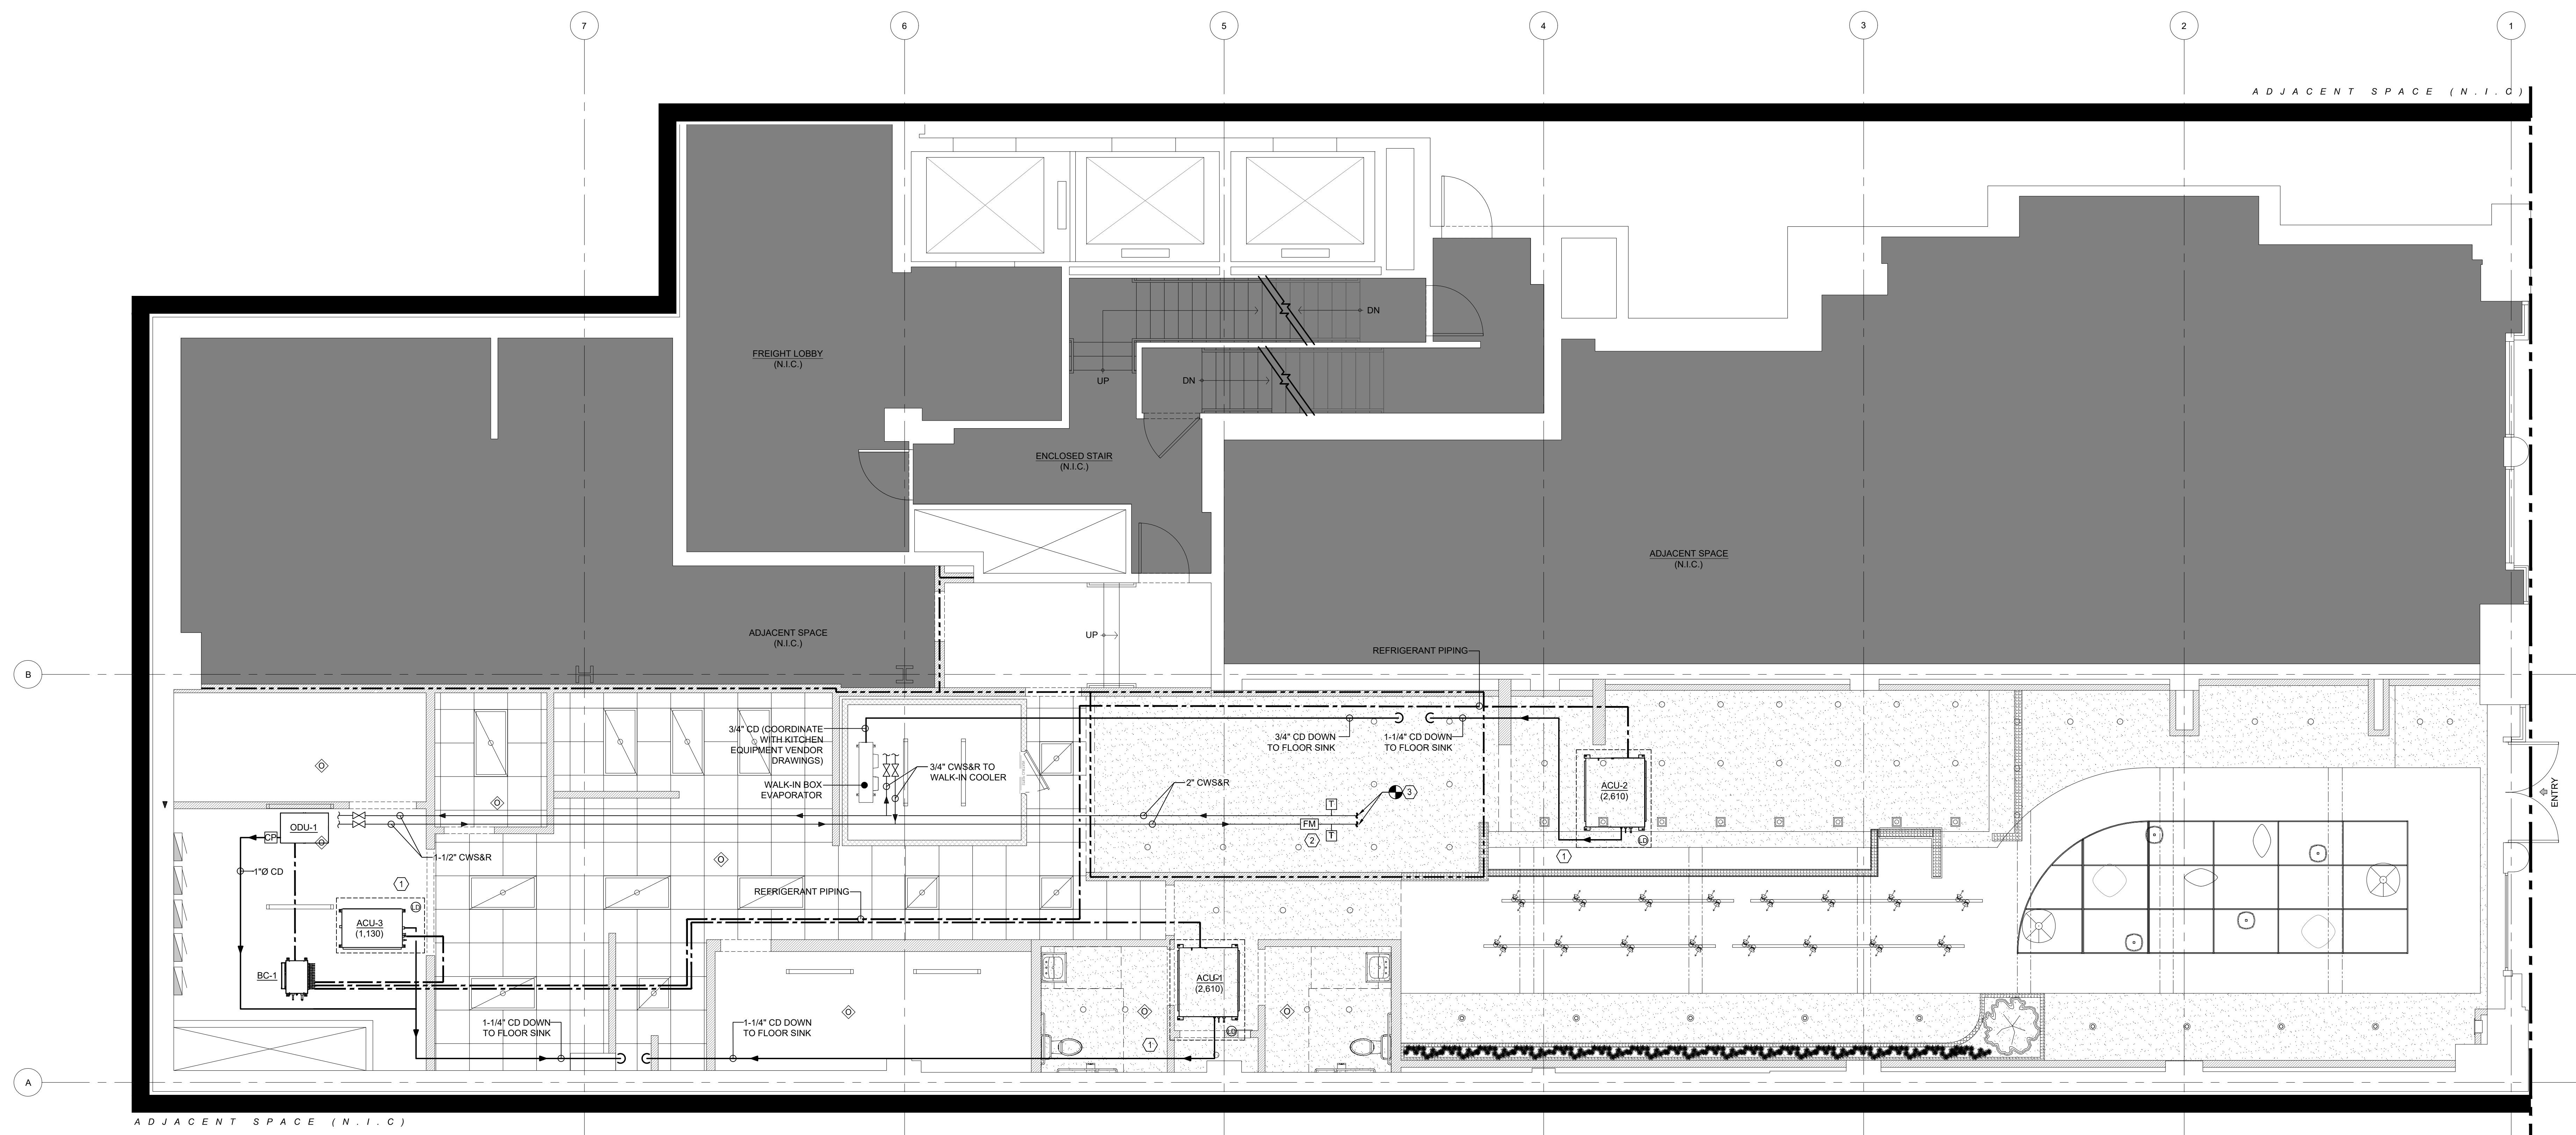 7
6
5
4
3
2
1
ADJACENT SPACE (N.I.C)
DN
FREIGHT LOBBY
(N.I.C.)
UP
DN
ENCLOSED STAIR
(N.I.C.)
ADJACENT SPACE
(N.I.C.)
ADJACENT SPACE
(N.I.C.)
UP
REFRIGERANT PIPING
B
3/4" CD (COORDINATE
WITH KITCHEN
EQUIPMENT VENDOR
DRAWINGS)
3/4" CD DOWN
TO FLOOR SINK
1-1/4" CD DOWN
TO FLOOR SINK
3/4" CWS&R TO
WALK-IN COOLER
WALK-IN BOX
EVAPORATOR
2" CWS&R
ACU-2
(2,610)
3
ENTRY
T
FM
T
2
LD
1
ODU-1
CP
1-1/2" CWS&R
1"Ø CD
1
REFRIGERANT PIPING
LD
ACU-3
(1,130)
BC-1
ACU-1
(2,610)
1-1/4" CD DOWN
TO FLOOR SINK
1-1/4" CD DOWN
TO FLOOR SINK
LD
1
A
ADJACENT SPACE (N.I.C)